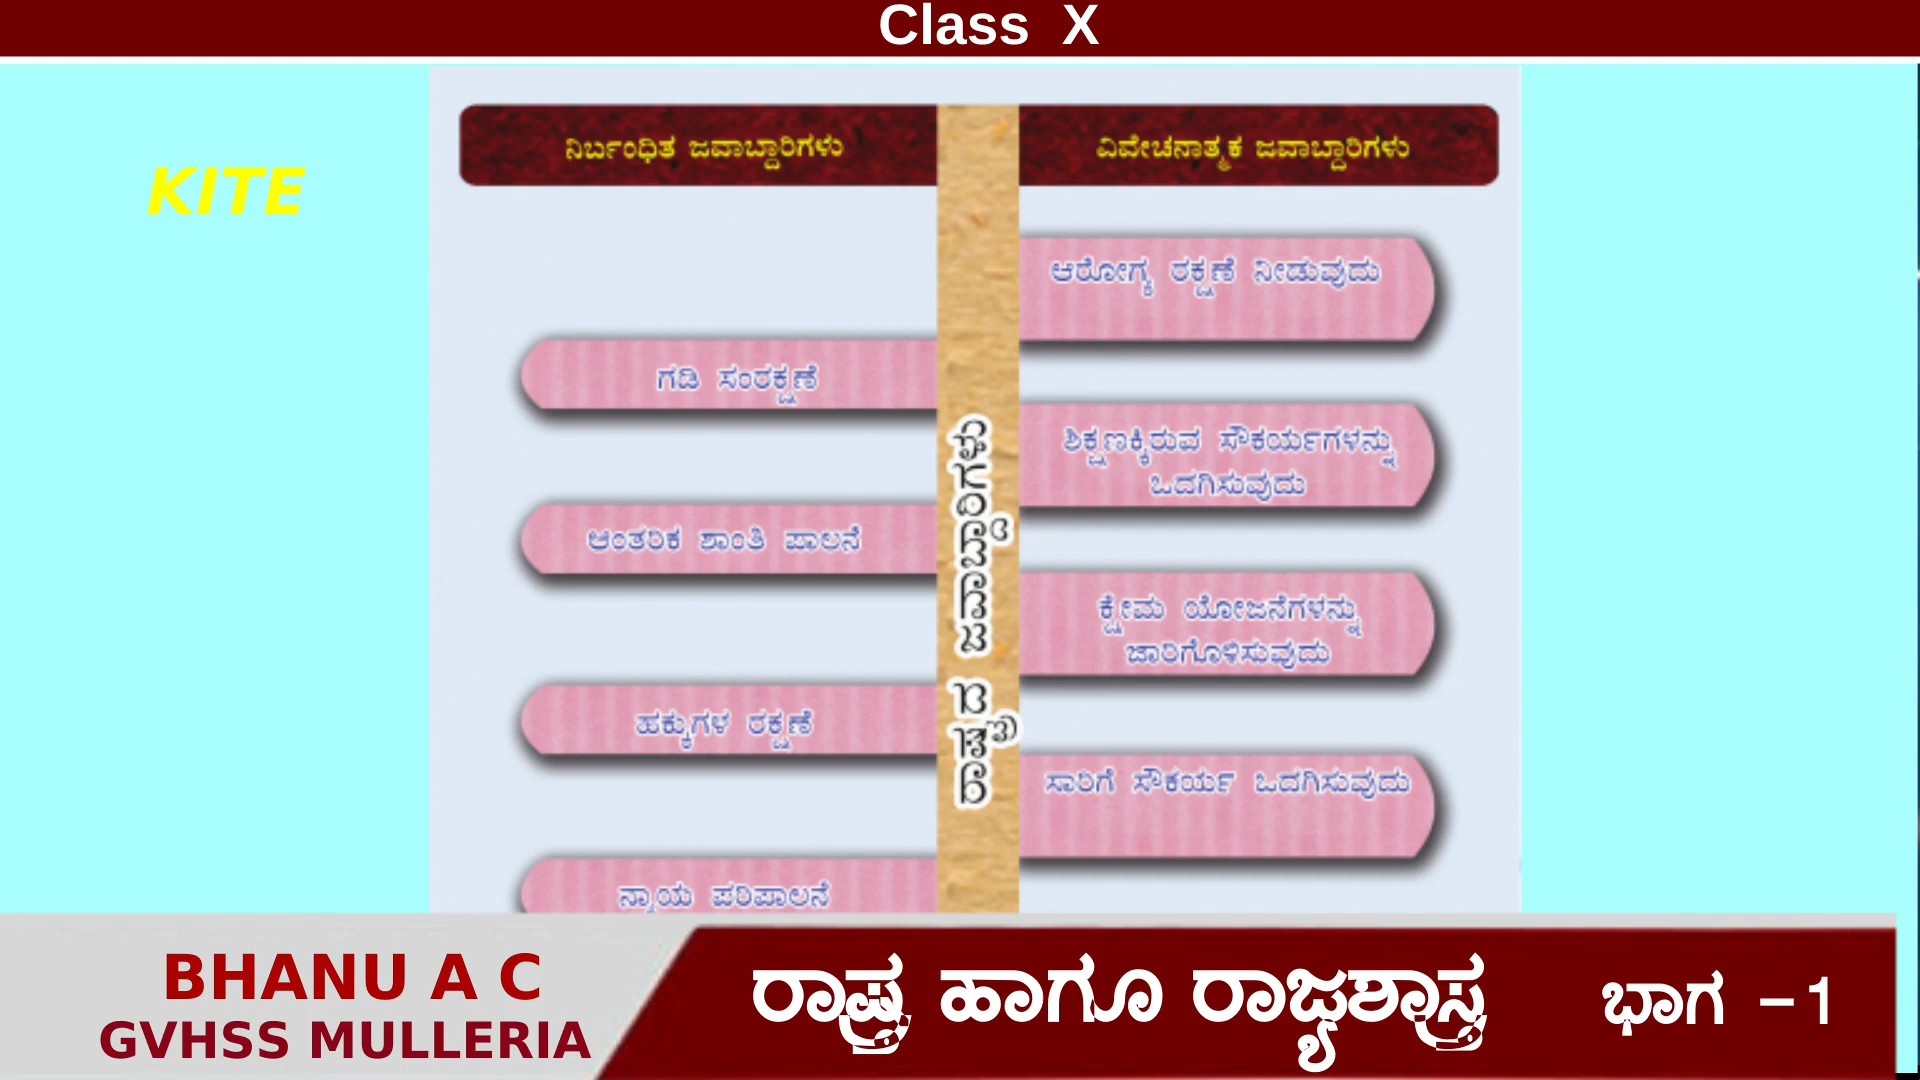 Class X
KITE
ನಿರ್ಬಂಧಿತ ಜವಾಬ್ದಾರಿಗಳು
ವಿವೇಚನಾತ್ಮಕ ಜವಾಬ್ದಾರಿಗಳು
ಆರೋಗ್ಯ ರಕ್ಷಣೆ ನೀಡುವುದು
ಗಡಿ ಸಂರಕ್ಷಣೆ
ಶಿಕ್ಷಣಕ್ಕಿರುವ ಸೌಕರ್ಯಗಳನ್ನು
ಒದಗಿಸುವುದು
ಆಂತರಿಕ ಶಾಂತಿ ಪಾಲನೆ
ಕ್ಷೇಮ ಯೋಜನೆಗಳನ್ನು
ಜಾರಿಗೊಳಿಸುವುದು
ಹಕ್ಕುಗಳ ರಕ್ಷಣೆ
ಸಾರಿಗೆ ಸೌಕರ್ಯ ಒದಗಿಸುವುದು
ನ್ಯಾಯ ಪರಿಪಾಲನೆ
ರಾಷ್ಟ್ರದ ಜವಾಬ್ದಾರಿಗಳು
BHANU A C
GVHSS MULLERIA
ರಾಷ್ಟ್ರ ಹಾಗೂ ರಾಜ್ಯಶಾಸ್ತ್ರ ಭಾಗ -1